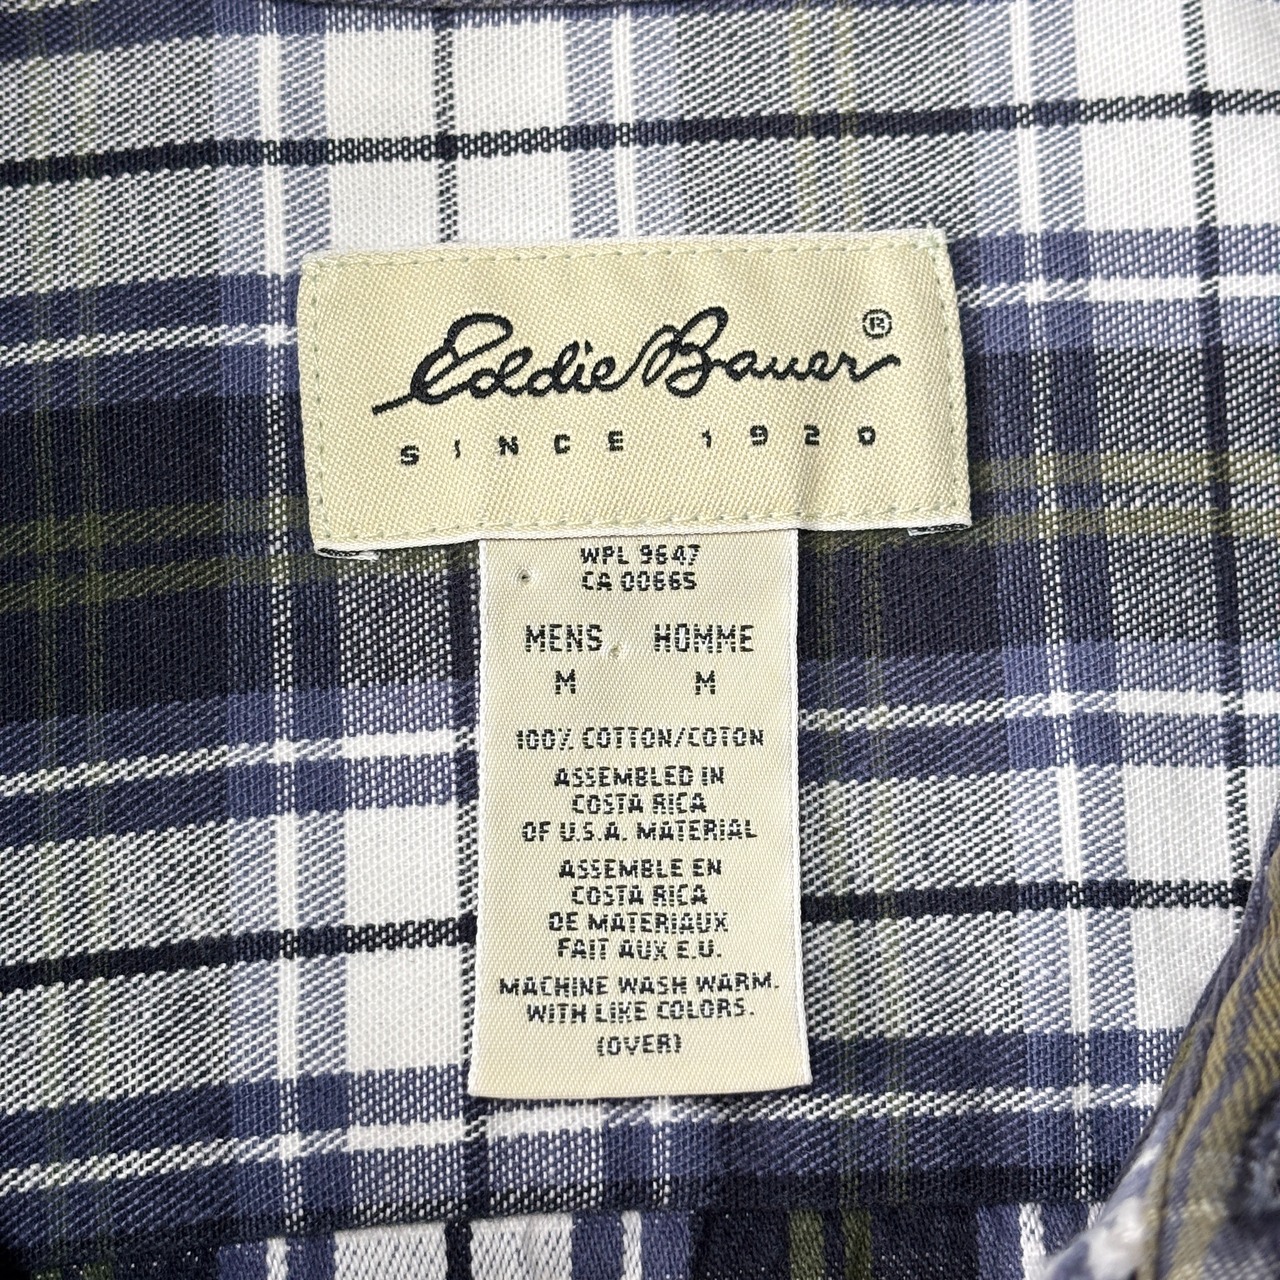 Eddie Bauer®
SINCE 1920
WPL 9647
CA 00665
MENS HOMME
M M
100% COTTON/COTON
ASSEMBLED IN
COSTA RICA
OF U.S.A. MATERIAL
ASSEMBLE EN
COSTA RICA
DE MATERIAUX
FAIT AUX E.U.
MACHINE WASH WARM.
WITH LIKE COLORS.
(OVER)